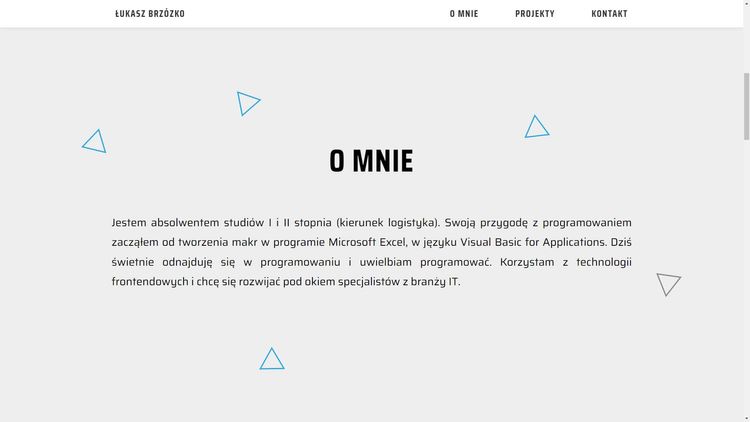 ŁUKASZ BRZÓZKO O MNIE PROJEKTY KONTAKT
O MNIE
Jestem absolwentem studiów I i II stopnia (kierunek logistyka). Swoją przygodę z programowaniem
zacząłem od tworzenia makr w programie Microsoft Excel, w języku Visual Basic for Applications. Dziś
świetnie odnajduję się w programowaniu i uwielbiam programować. Korzystam z technologii
frontendowych i chcę się rozwijać pod okiem specjalistów z branży IT.